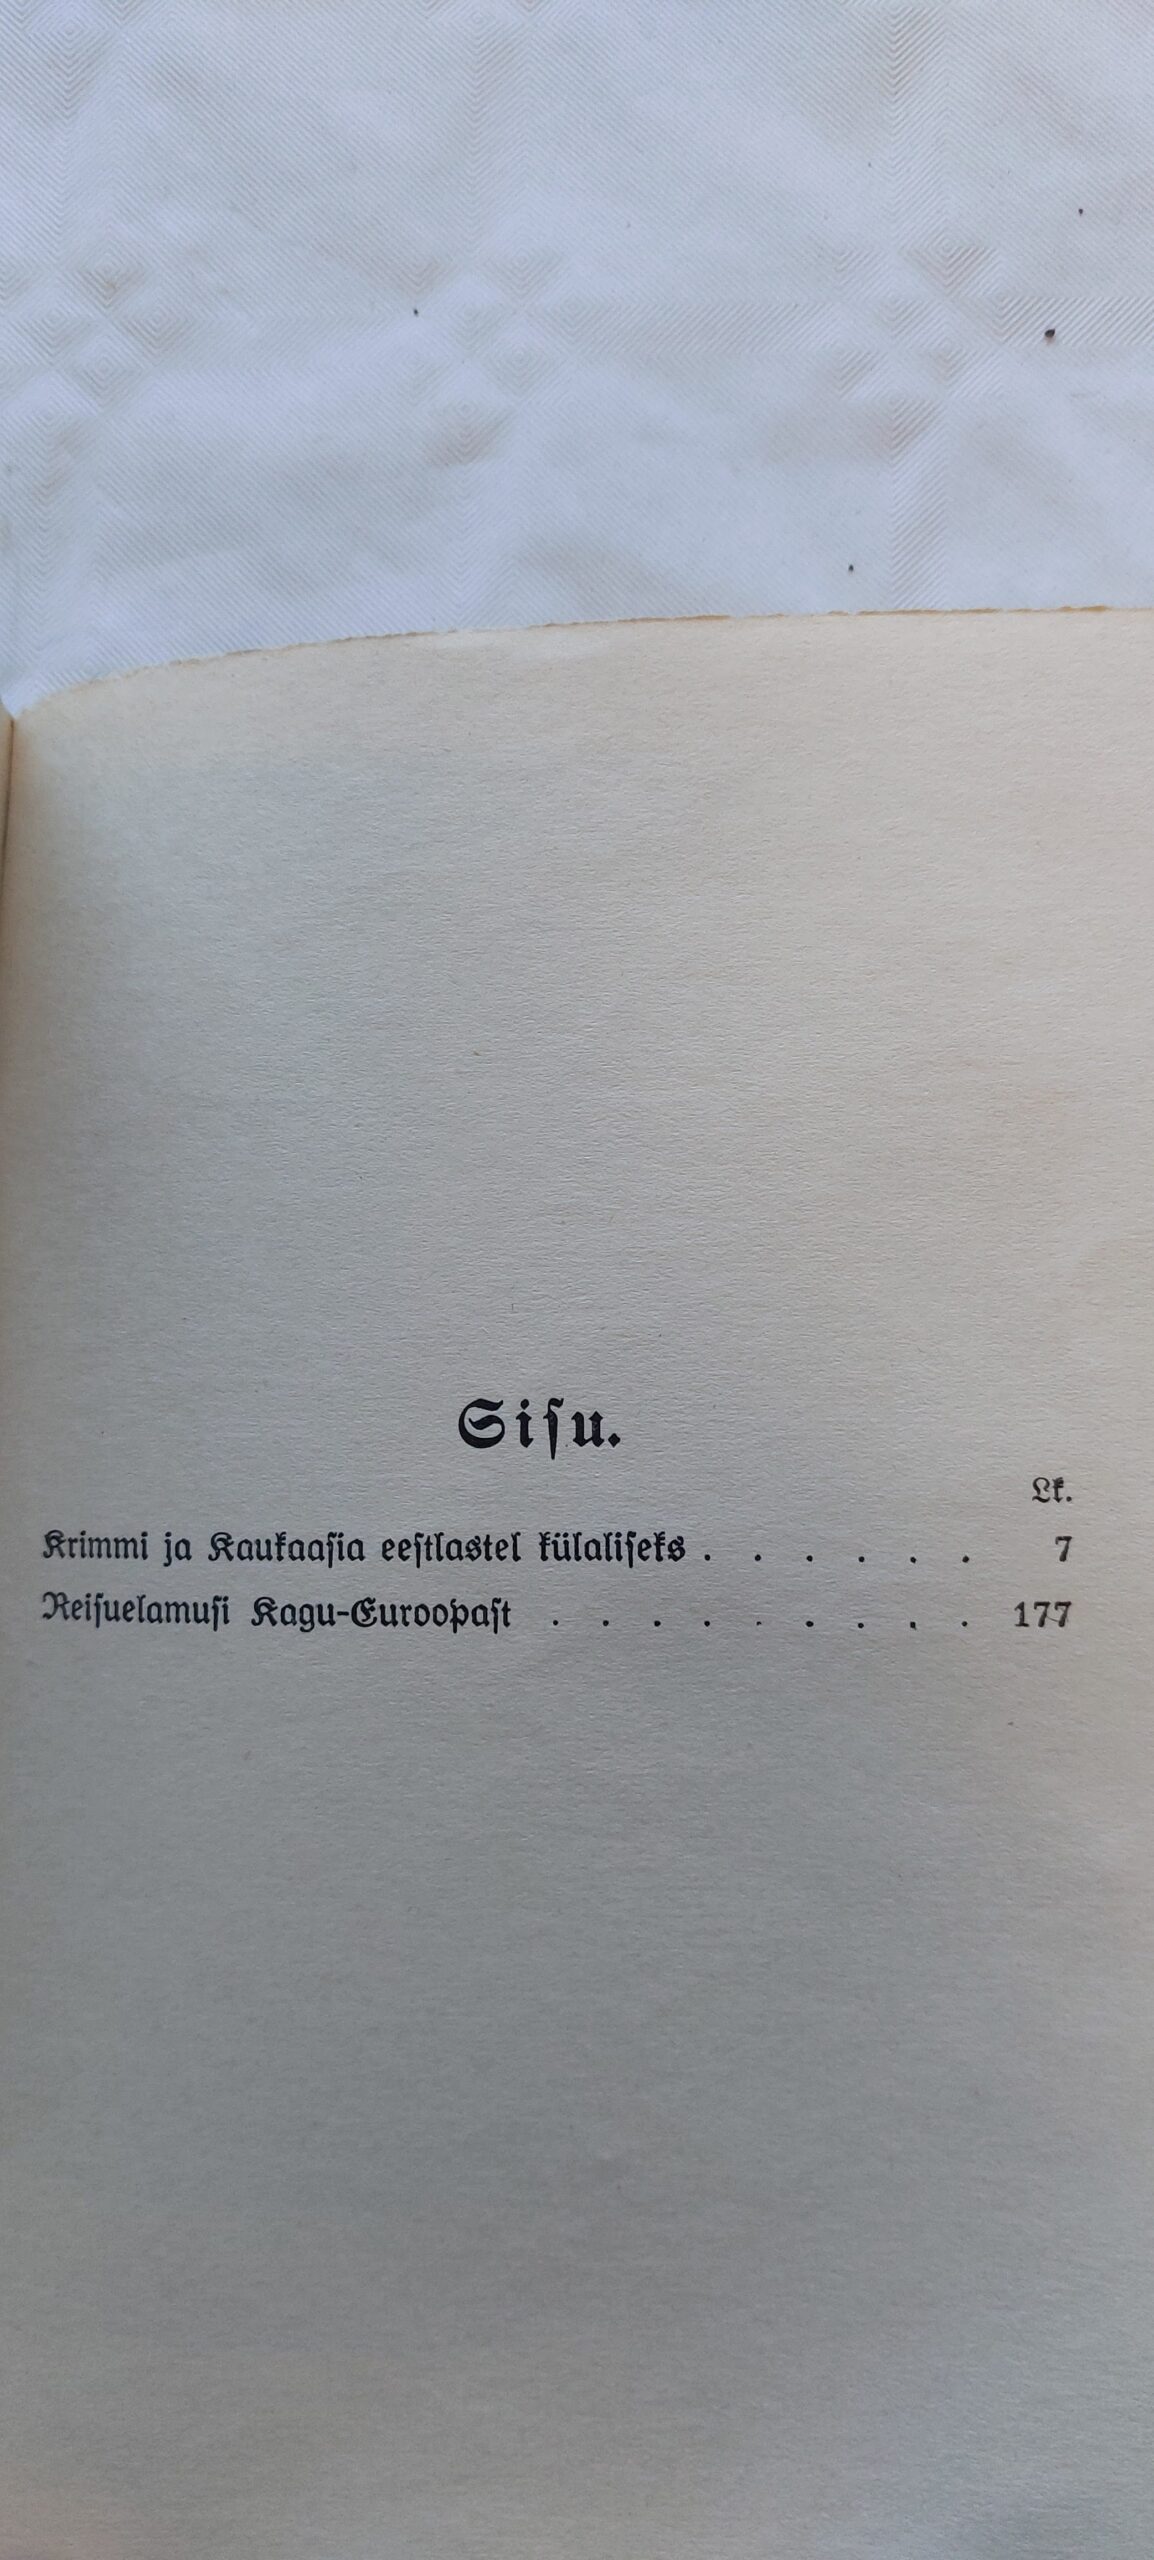 Sisu.
Lk.
Krimmi ja Kaukaasia eestlastel külaliseks . . . . . . 7
Reisuelamusi Kagu-Euroopast . . . . . . . . . 177